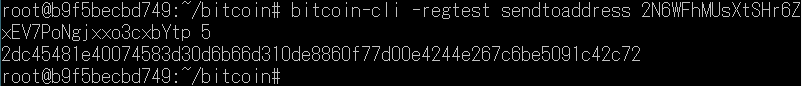 root@b9f5becbd749:~/bitcoin# bitcoin-cli -regtest sendtoaddress 2N6WFhMUsXtSHr6Z
xEV7PoNgjxxo3cxbYtp 5
2dc45481e40074583d30d6b66d310de8860f77d00e4244e267c6be5091c42c72
root@b9f5becbd749:~/bitcoin#